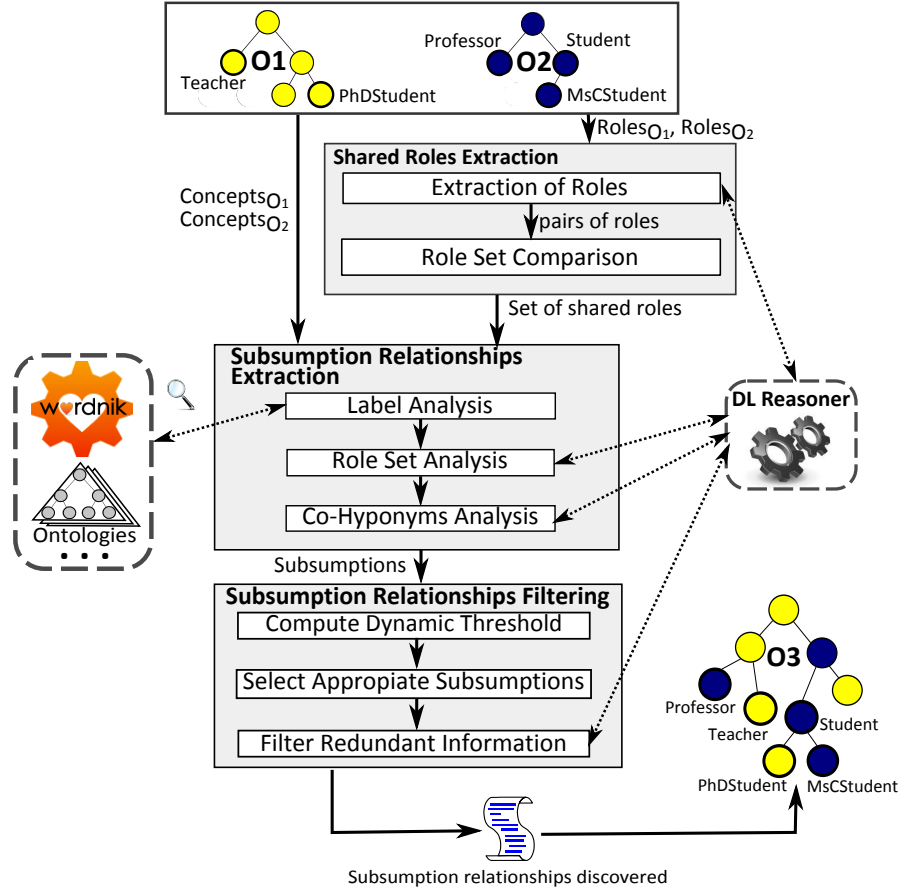 Professor
Student
O1
O2
Teacher
PhDStudent
MsCStudent
RolesO1, RolesO2
Shared Roles Extraction
Extraction of Roles
ConceptsO1
ConceptsO2
pairs of roles
Role Set Comparison
Set of shared roles
Subsumption Relationships
Extraction
wordnik
Label Analysis
DL Reasoner
Role Set Analysis
Co-Hyponyms Analysis
Ontologies
. . .
Subsumptions
Subsumption Relationships Filtering
Compute Dynamic Threshold
O3
Select Appropiate Subsumptions
Professor
Teacher
Student
Filter Redundant Information
PhDStudent
MsCStudent
Subsumption relationships discovered